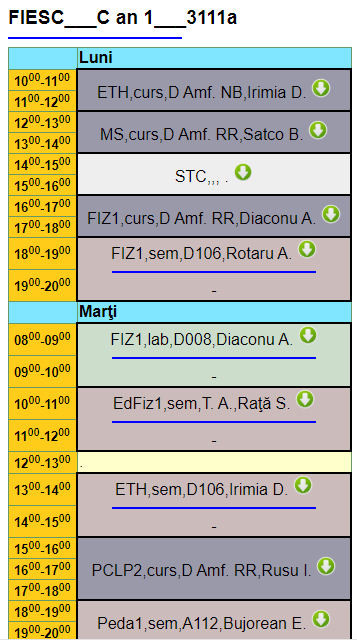 FIESC___C an 1___3111a
Luni
10⁰⁰-11⁰⁰
11⁰⁰-12⁰⁰
ETH,curs,D Amf. NB,Irimia D.
12⁰⁰-13⁰⁰
13⁰⁰-14⁰⁰
MS,curs,D Amf. RR,Satco B.
14⁰⁰-15⁰⁰
15⁰⁰-16⁰⁰
STC,,, .
16⁰⁰-17⁰⁰
17⁰⁰-18⁰⁰
FIZ1,curs,D Amf. RR,Diaconu A.
18⁰⁰-19⁰⁰
FIZ1,sem,D106,Rotaru A.
19⁰⁰-20⁰⁰
-
Marţi
08⁰⁰-09⁰⁰
FIZ1,lab,D008,Diaconu A.
09⁰⁰-10⁰⁰
-
10⁰⁰-11⁰⁰
EdFiz1,sem,T. A.,Raţă S.
11⁰⁰-12⁰⁰
-
12⁰⁰-13⁰⁰
.
13⁰⁰-14⁰⁰
ETH,sem,D106,Irimia D.
14⁰⁰-15⁰⁰
-
15⁰⁰-16⁰⁰
16⁰⁰-17⁰⁰
17⁰⁰-18⁰⁰
PCLP2,curs,D Amf. RR,Rusu I.
18⁰⁰-19⁰⁰
19⁰⁰-20⁰⁰
Peda1,sem,A112,Bujorean E.